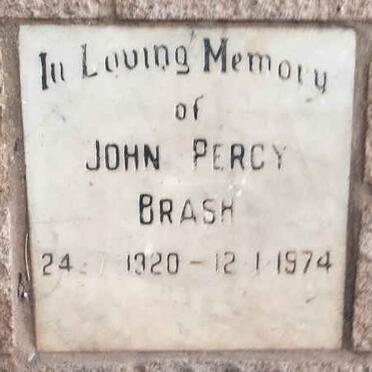 In Loving Memory
of
JOHN PERCY
BRASH
24 1920 - 12 1 1974